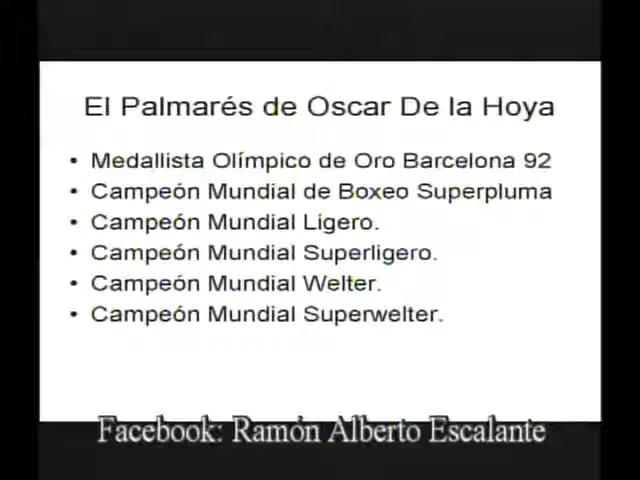 El Palmarés de Oscar De la Hoya
• Medallista Olímpico de Oro Barcelona 92
• Campeón Mundial de Boxeo Superpluma
• Campeón Mundial Ligero.
• Campeón Mundial Superligero.
• Campeón Mundial Welter.
• Campeón Mundial Superwelter.
Facebook: Ramón Alberto Escalante